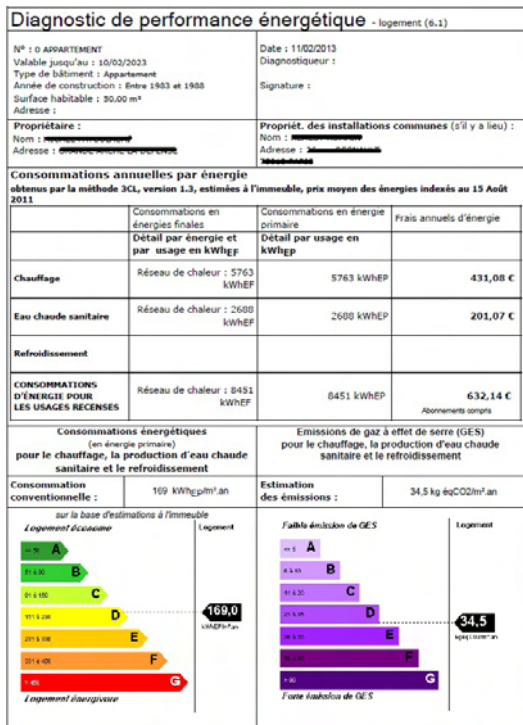 Diagnostic de performance énergétique - logement (6.1)
N° : 0 APPARTEMENT
Valable jusqu'au : 10/02/2023
Type de bâtiment : Appartement
Année de construction : Entre 1983 et 1988
Surface habitable : 50,00 m²
Adresse :
Date : 11/02/2013
Diagnostiqueur :
Signature :
Propriétaire :
Nom :
Adresse :
Propriét. des installations communes (s'il y a lieu) :
Nom :
Adresse :
Consommations annuelles par énergie
obtenus par la méthode 3CL, version 1.3, estimées à l'immeuble, prix moyen des énergies indexés au 15 Août
2011
Consommations en énergies finales
Consommations en énergie primaire
Frais annuels d'énergie
Détail par énergie et par usage en kWhEF
Détail par usage en kWhEP
Chauffage
Réseau de chaleur : 5763 kWhEF
5763 kWhEP
431,08 €
Eau chaude sanitaire
Réseau de chaleur : 2688 kWhEF
2688 kWhEP
201,07 €
Refroidissement
CONSOMMATIONS D'ÉNERGIE POUR LES USAGES RECENSES
Réseau de chaleur : 8451 kWhEF
8451 kWhEP
632,14 €
Abonnements compris
Consommations énergétiques
(en énergie primaire)
pour le chauffage, la production d'eau chaude
sanitaire et le refroidissement
Emissions de gaz à effet de serre (GES)
pour le chauffage, la production d'eau chaude
sanitaire et le refroidissement
Consommation conventionnelle :
169 kWhEP/m².an
Estimation des émissions :
34,5 kg éqCO2/m².an
sur la base d'estimations à l'immeuble
Logement économe
Logement
A
B
C
D
E
F
G
169,0
Logement énergivore
Faible émission de GES
Logement
A
B
C
D
E
F
G
34,5
Forte émission de GES